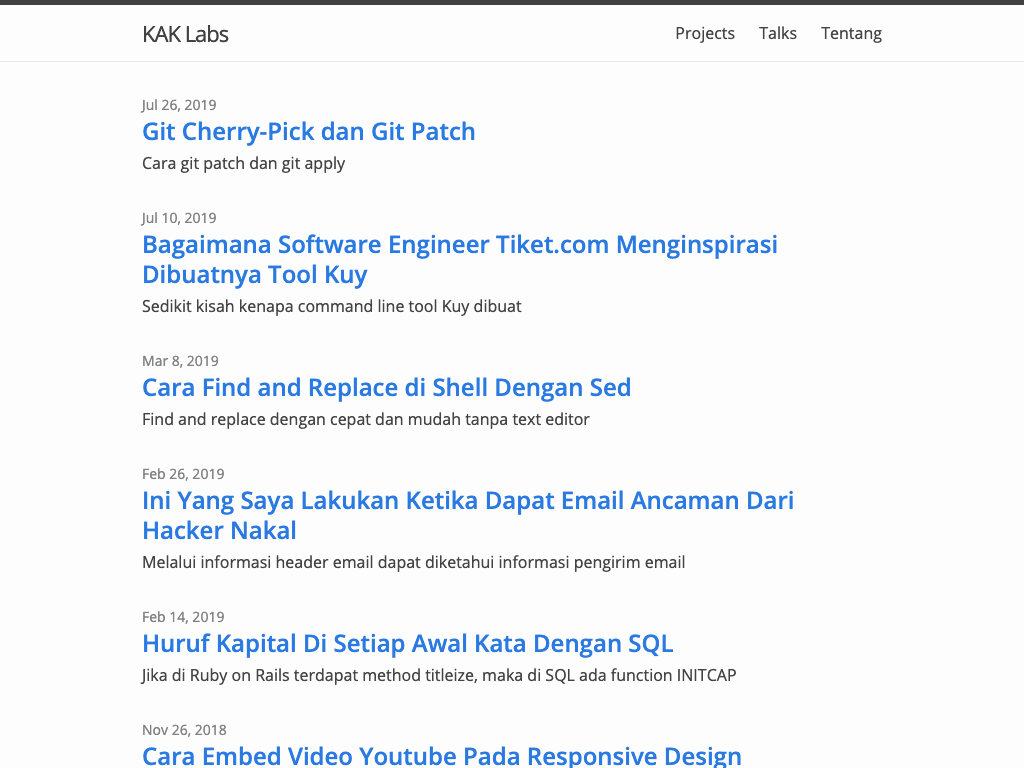 KAK Labs
Projects Talks Tentang
Jul 26, 2019
Git Cherry-Pick dan Git Patch
Cara git patch dan git apply
Jul 10, 2019
Bagaimana Software Engineer Tiket.com Menginspirasi
Dibuatnya Tool Kuy
Sedikit kisah kenapa command line tool Kuy dibuat
Mar 8, 2019
Cara Find and Replace di Shell Dengan Sed
Find and replace dengan cepat dan mudah tanpa text editor
Feb 26, 2019
Ini Yang Saya Lakukan Ketika Dapat Email Ancaman Dari
Hacker Nakal
Melalui informasi header email dapat diketahui informasi pengirim email
Feb 14, 2019
Huruf Kapital Di Setiap Awal Kata Dengan SQL
Jika di Ruby on Rails terdapat method titleize, maka di SQL ada function INITCAP
Nov 26, 2018
Cara Embed Video Youtube Pada Responsive Design